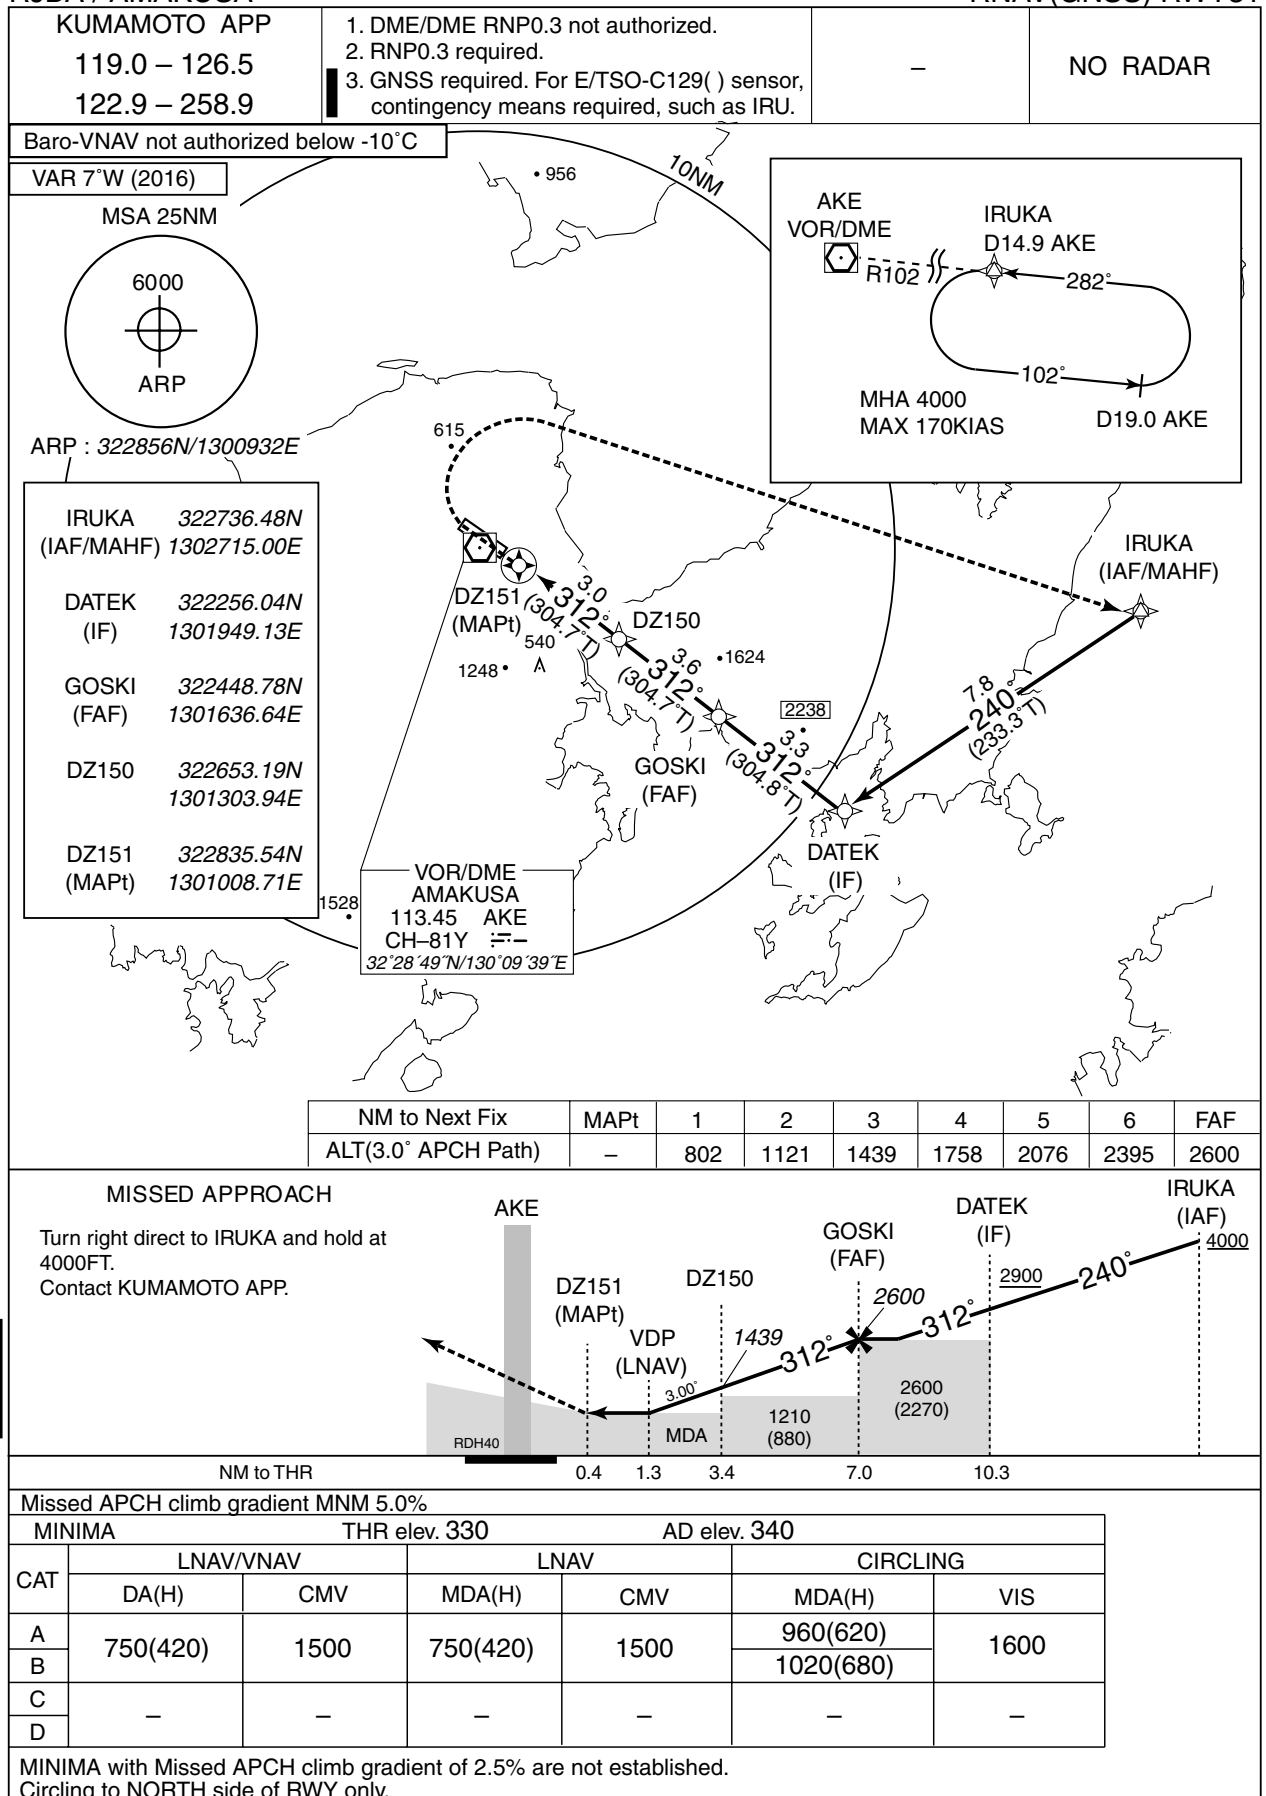 KUMAMOTO APP
119.0 – 126.5
122.9 – 258.9
1. DME/DME RNP0.3 not authorized.
2. RNP0.3 required.
3. GNSS required. For E/TSO-C129( ) sensor,
contingency means required, such as IRU.
–
NO RADAR
Baro-VNAV not authorized below -10˚C
VAR 7˚W (2016)
MSA 25NM
6000
ARP
ARP : 322856N/1300932E
956
10NM
AKE
VOR/DME
IRUKA
D14.9 AKE
R102
282˚
102˚
MHA 4000
MAX 170KIAS
D19.0 AKE
615
IRUKA 322736.48N
(IAF/MAHF) 1302715.00E
DATEK 322256.04N
(IF) 1301949.13E
GOSKI 322448.78N
(FAF) 1301636.64E
DZ150 322653.19N
1301303.94E
DZ151 322835.54N
(MAPt) 1301008.71E
IRUKA
(IAF/MAHF)
DZ151
(MAPt)
3.0
312˚
(304.7˚T)
DZ150
540
1248
1624
3.6
312˚
(304.7˚T)
2238
3.3
312˚
(304.8˚T)
7.8
240˚
(233.3˚T)
GOSKI
(FAF)
DATEK
(IF)
1528
VOR/DME
AMAKUSA
113.45 AKE
CH–81Y
32˚28´49˝N/130˚09´39˝E
NM to Next Fix MAPt 1 2 3 4 5 6 FAF
ALT(3.0˚ APCH Path) – 802 1121 1439 1758 2076 2395 2600
MISSED APPROACH
Turn right direct to IRUKA and hold at
4000FT.
Contact KUMAMOTO APP.
AKE
DZ151
(MAPt)
VDP
(LNAV)
DZ150
GOSKI
(FAF)
DATEK
(IF)
IRUKA
(IAF)
4000
2900
240˚
2600
312˚
1439
312˚
3.00˚
2600
(2270)
1210
(880)
MDA
RDH40
NM to THR 0.4 1.3 3.4 7.0 10.3
Missed APCH climb gradient MNM 5.0%
MINIMA THR elev. 330 AD elev. 340
CAT LNAV/VNAV LNAV CIRCLING
DA(H) CMV MDA(H) CMV MDA(H) VIS
A 750(420) 1500 750(420) 1500 960(620) 1600
B 1020(680)
C – – – – – –
D
MINIMA with Missed APCH climb gradient of 2.5% are not established.
Circling to NORTH side of RWY only.